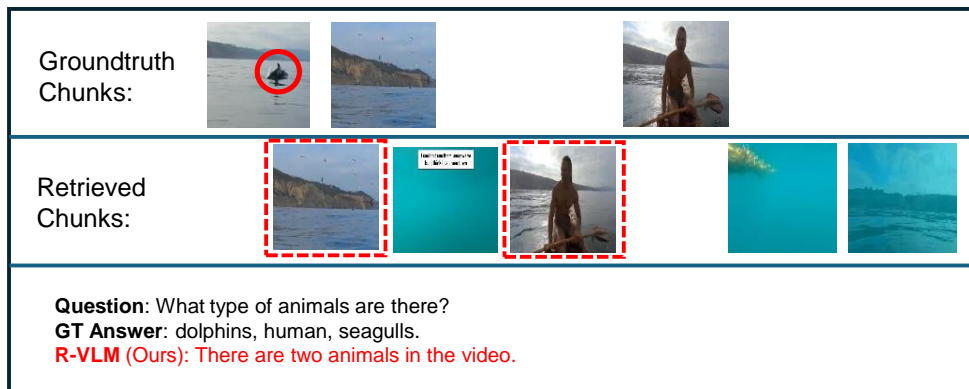 Groundtruth
Chunks:
Retrieved
Chunks:
Question: What type of animals are there?
GT Answer: dolphins, human, seagulls.
R-VLM (Ours): There are two animals in the video.